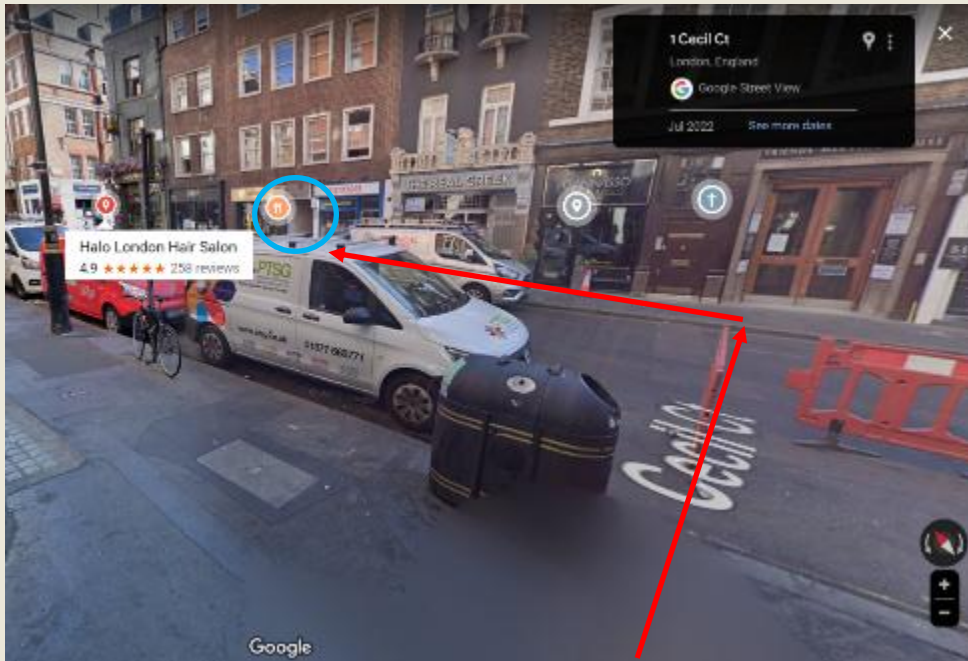 1 Cecil Ct
London, England
Google Street View
Jul 2022 See more dates
THE REAL GREEK
Halo London Hair Salon
4.9 ★★★★★ 258 reviews
PTSG
Cecil Ct
Google